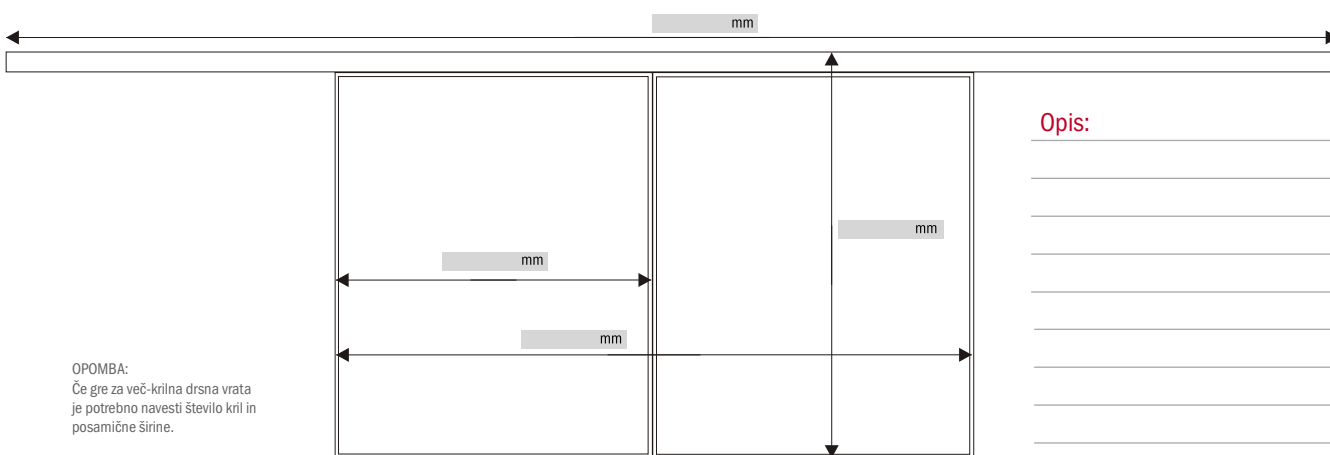 mm
Opis:
mm
mm
mm
OPOMBA:
Če gre za več-krilna drsna vrata
je potrebno navesti število kril in
posamične širine.